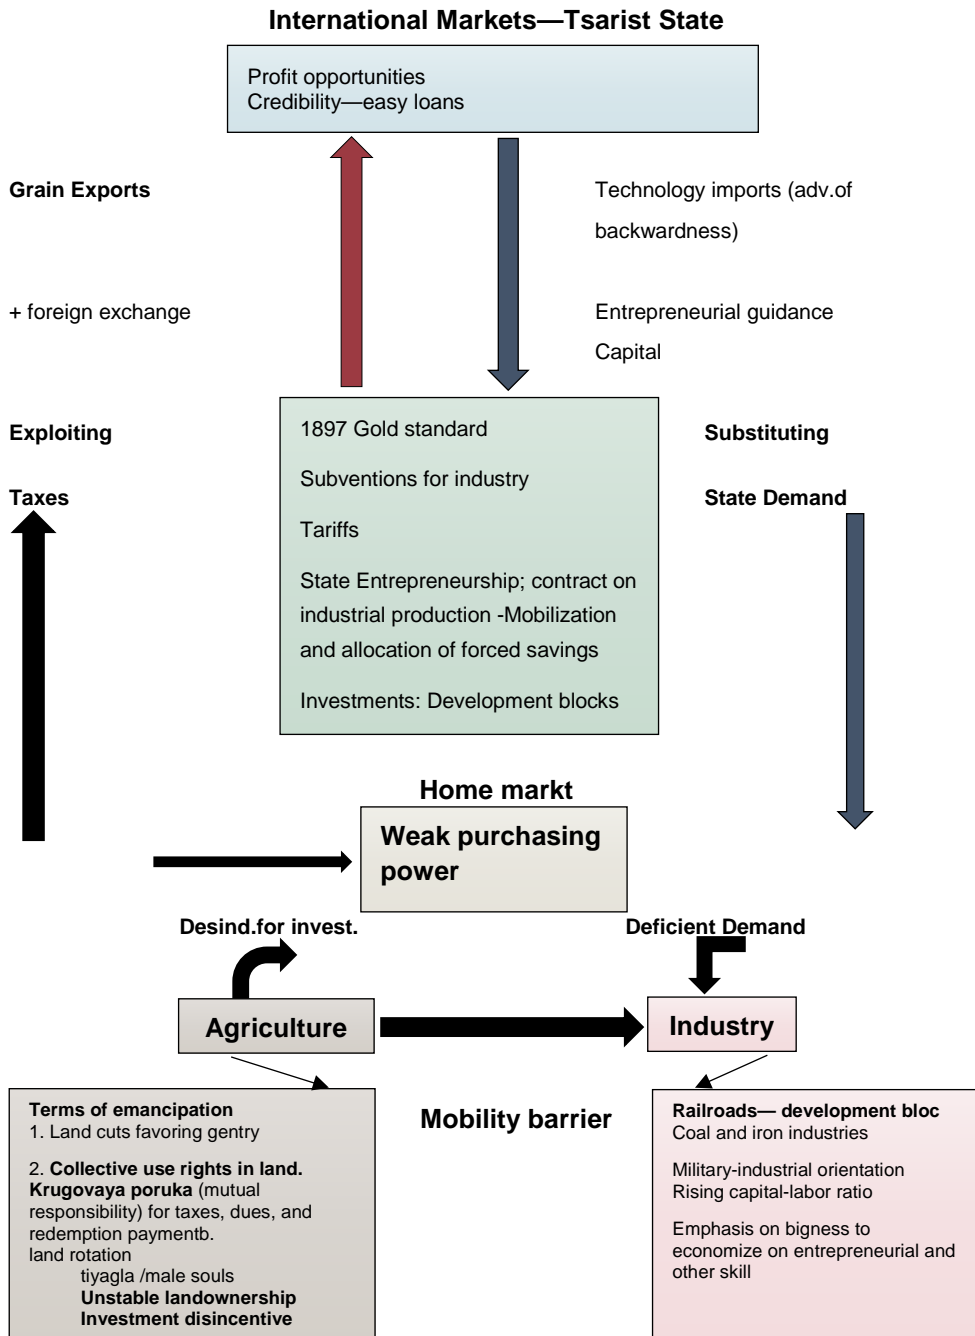 International Markets—Tsarist State
Profit opportunities
Credibility—easy loans
Grain Exports
Technology imports (adv.of
backwardness)
+ foreign exchange
Entrepreneurial guidance
Capital
Exploiting
Taxes
1897 Gold standard
Subventions for industry
Tariffs
State Entrepreneurship; contract on
industrial production -Mobilization
and allocation of forced savings
Investments: Development blocks
Substituting
State Demand
Home markt
Weak purchasing
power
Desind.for invest.
Deficient Demand
Agriculture
Industry
Terms of emancipation
1. Land cuts favoring gentry
2. Collective use rights in land.
Krugovaya poruka (mutual
responsibility) for taxes, dues, and
redemption paymentb.
land rotation
tiyagla /male souls
Unstable landownership
Investment disincentive
Mobility barrier
Railroads— development bloc
Coal and iron industries
Military-industrial orientation
Rising capital-labor ratio
Emphasis on bigness to
economize on entrepreneurial and
other skill